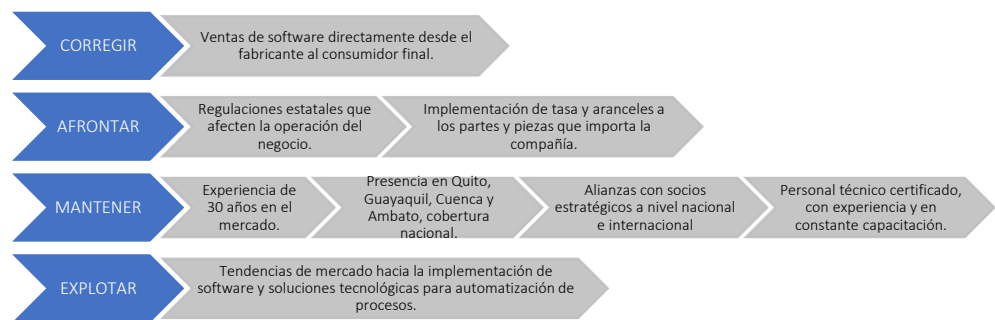 CORREGIR
Ventas de software directamente desde el
fabricante al consumidor final.
AFRONTAR
Regulaciones estatales que
afecten la operación del
negocio.
Implementación de tasa y aranceles a
los partes y piezas que importa la
compañía.
MANTENER
Experiencia de
30 años en el
mercado.
Presencia en Quito,
Guayaquil, Cuenca y
Ambato, cobertura
nacional.
Alianzas con socios
estratégicos a nivel nacional
e internacional
Personal técnico certificado,
con experiencia y en
constante capacitación.
EXPLOTAR
Tendencias de mercado hacia la implementación de
software y soluciones tecnológicas para automatización de
procesos.